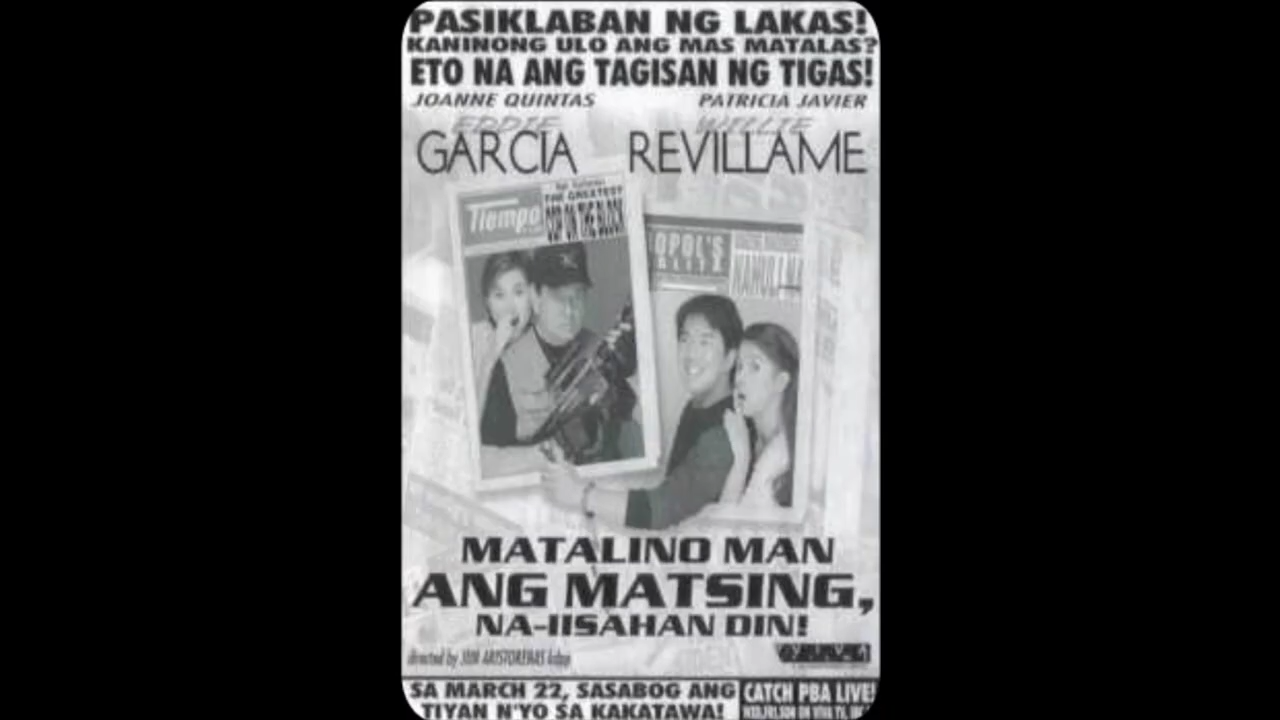 PASIKLABAN NG LAKAS!
KANINONG ULO ANG MAS MATALAS?
ETO NA ANG TAGISAN NG TIGAS!
JOANNE QUINTAS PATRICIA JAVIER
EDDIE WILLIE
GARCIA REVILLAME
Tiempo
THE GREATEST
COP ON THE BLOCK
MATALINO MAN
ANG MATSING,
NA-IISAHAN DIN!
directed by
SA MARCH 22, SASABOG ANG
TIYAN N'YO SA KAKATAWA!
CATCH PBA LIVE!